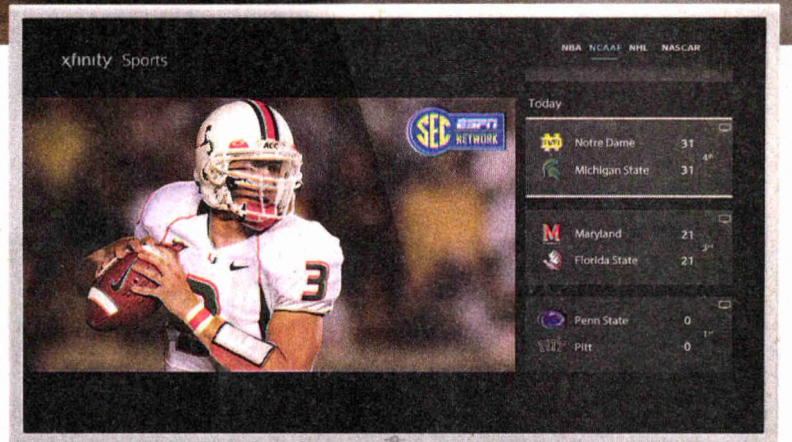 xfinity Sports
NBA NCAAF NHL NASCAR
SEC ESPN NETWORK
ACC
3
Today
Notre Dame 31
4th
Michigan State 31
M
Maryland 21
3rd
Florida State 21
Penn State 0
1st
Pitt 0